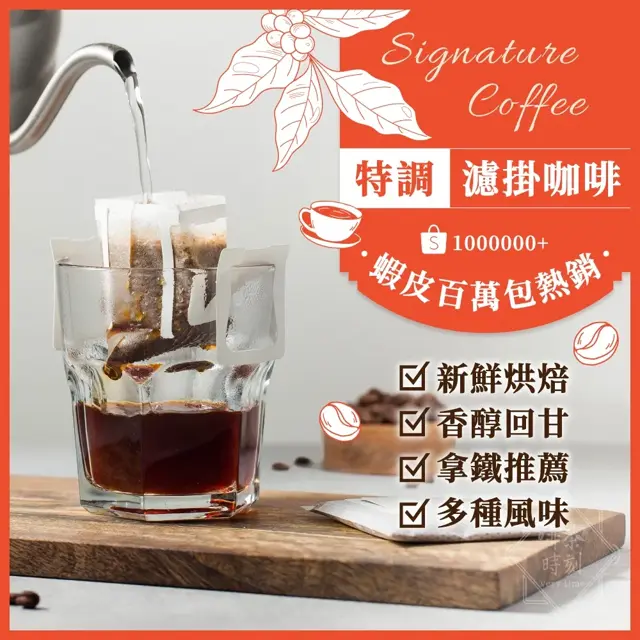 Signature
Coffee
特調 濾掛咖啡
S 1000000+
蝦皮百萬包熱銷
新鮮烘焙
香醇回甘
拿鐵推薦
多種風味
時刻